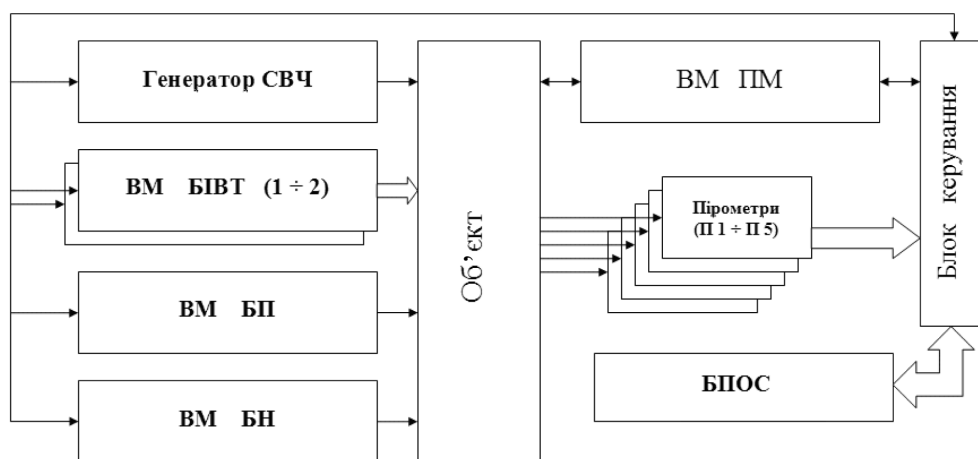 Генератор СВЧ
ВМ БІВТ (1 ÷ 2)
ВМ БП
ВМ БН
Об’єкт
ВМ ПМ
Пірометри
(П 1 ÷ П 5)
БПОС
Блок керування